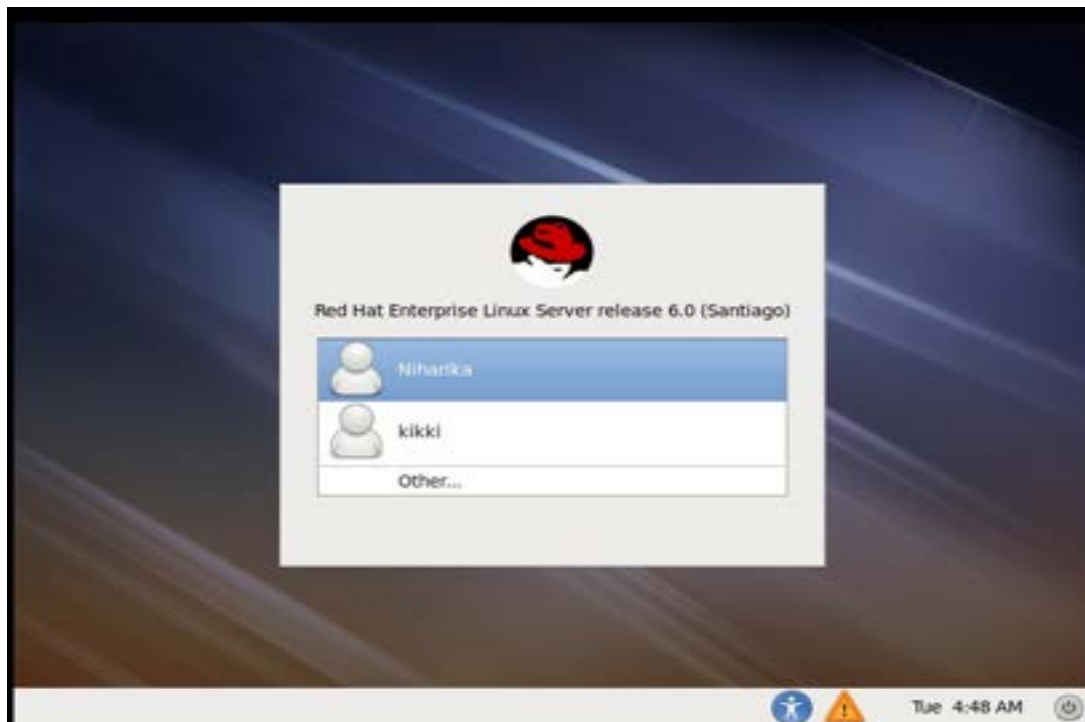 Red Hat Enterprise Linux Server release 6.0 (Santiago)
Niharika
kikki
Other...
Tue 4:48 AM